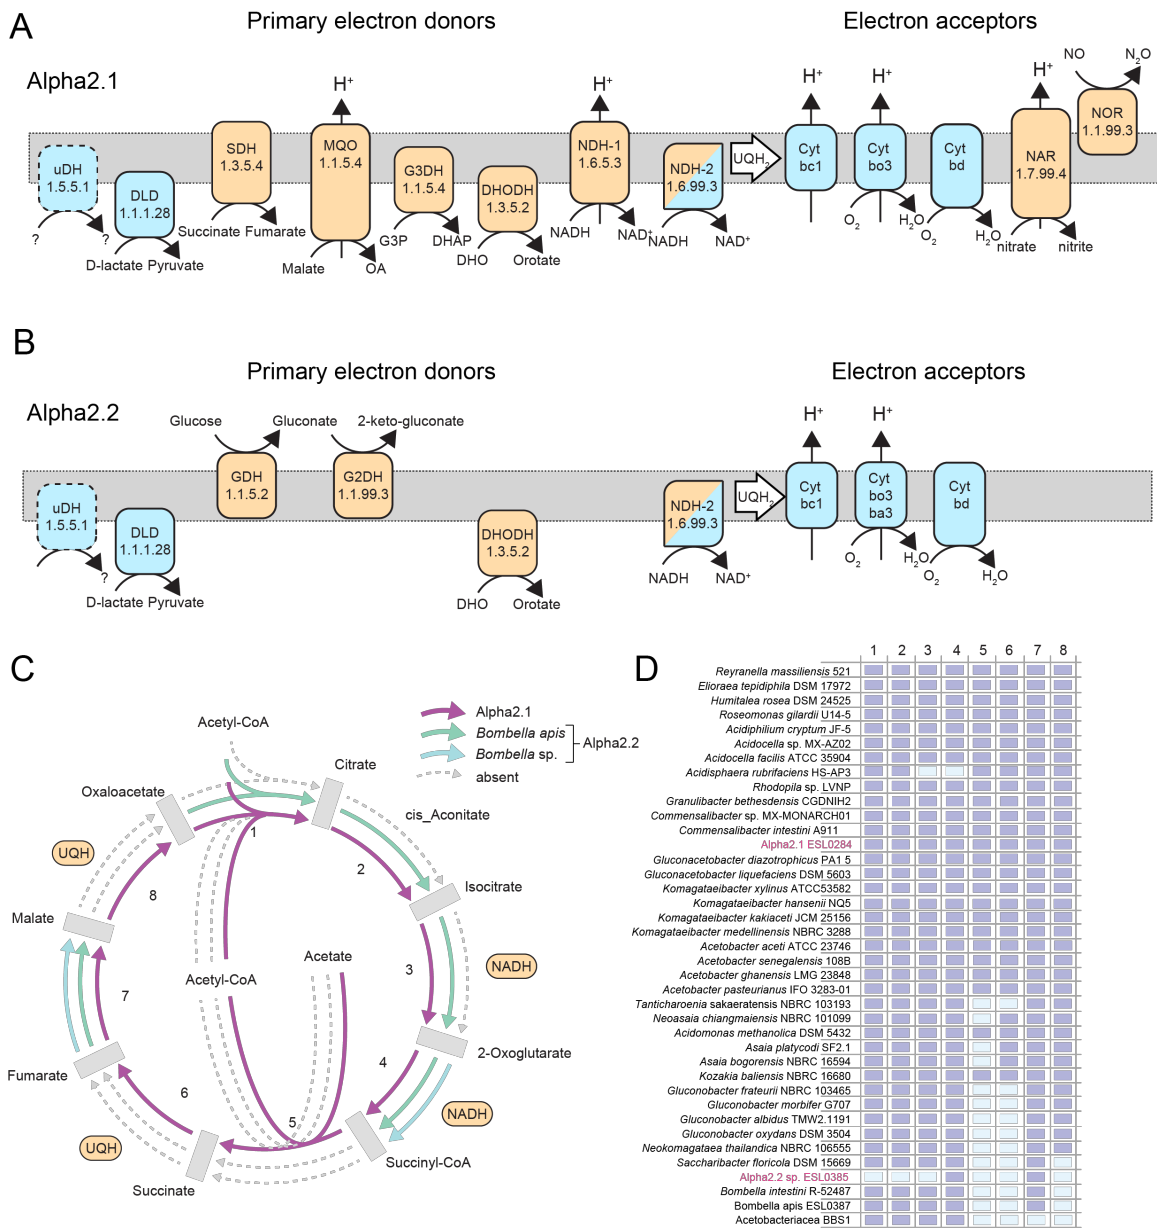 A
Primary electron donors
Electron acceptors
Alpha2.1
H+
H+
H+
H+
H+
NO
N2O
uDH
1.5.5.1
DLD
1.1.1.28
SDH
1.3.5.4
MQO
1.1.5.4
G3DH
1.1.5.4
DHODH
1.3.5.2
NDH-1
1.6.5.3
NDH-2
1.6.99.3
UQH2
Cyt
bc1
Cyt
bo3
Cyt
bd
NAR
1.7.99.4
NOR
1.1.99.3
?
?
D-lactate Pyruvate
Succinate Fumarate
Malate
OA
G3P
DHAP
DHO
Orotate
NADH
NAD+
NADH
NAD+
O2
H2O
O2
H2O
nitrate
nitrite
B
Primary electron donors
Electron acceptors
Alpha2.2
Glucose
Gluconate
2-keto-gluconate
H+
H+
uDH
1.5.5.1
DLD
1.1.1.28
GDH
1.1.5.2
G2DH
1.1.99.3
DHODH
1.3.5.2
NDH-2
1.6.99.3
UQH2
Cyt
bc1
Cyt
bo3
ba3
Cyt
bd
?
D-lactate Pyruvate
DHO
Orotate
NADH
NAD+
O2
H2O
O2
H2O
C
Alpha2.1
Bombella apis
Bombella sp.
Alpha2.2
absent
Acetyl-CoA
Citrate
Oxaloacetate
cis_Aconitate
Isocitrate
UQH
1
2
8
Malate
3
NADH
Acetyl-CoA
Acetate
7
2-Oxoglutarate
4
Fumarate
6
5
NADH
UQH
Succinyl-CoA
Succinate
D
1 2 3 4 5 6 7 8
Reyranella massiliensis 521
Elioraea tepidiphila DSM 17972
Humitalea rosea DSM 24525
Roseomonas gilardii U14-5
Acidiphilium cryptum JF-5
Acidocella sp. MX-AZ02
Acidocella facilis ATCC 35904
Acidisphaera rubrifaciens HS-AP3
Rhodopila sp. LVNP
Granulibacter bethesdensis CGDNIH2
Commensalibacter sp. MX-MONARCH01
Commensalibacter intestini A911
Alpha2.1 ESL0284
Gluconacetobacter diazotrophicus PA1 5
Gluconacetobacter liquefaciens DSM 5603
Komagataeibacter xylinus ATCC53582
Komagataeibacter hansenii NQ5
Komagataeibacter kakiaceti JCM 25156
Komagataeibacter medellinensis NBRC 3288
Acetobacter aceti ATCC 23746
Acetobacter senegalensis 108B
Acetobacter ghanensis LMG 23848
Acetobacter pasteurianus IFO 3283-01
Tanticharoenia sakaeratensis NBRC 103193
Neoasaia chiangmaiensis NBRC 101099
Acidomonas methanolica DSM 5432
Asaia platycodi SF2.1
Asaia bogorensis NBRC 16594
Kozakia baliensis NBRC 16680
Gluconobacter frateurii NBRC 103465
Gluconobacter morbifer G707
Gluconobacter albidus TMW2.1191
Gluconobacter oxydans DSM 3504
Neokomagataea thailandica NBRC 106555
Saccharibacter floricola DSM 15669
Alpha2.2 sp. ESL0385
Bombella intestini R-52487
Bombella apis ESL0387
Acetobacteriacea BBS1